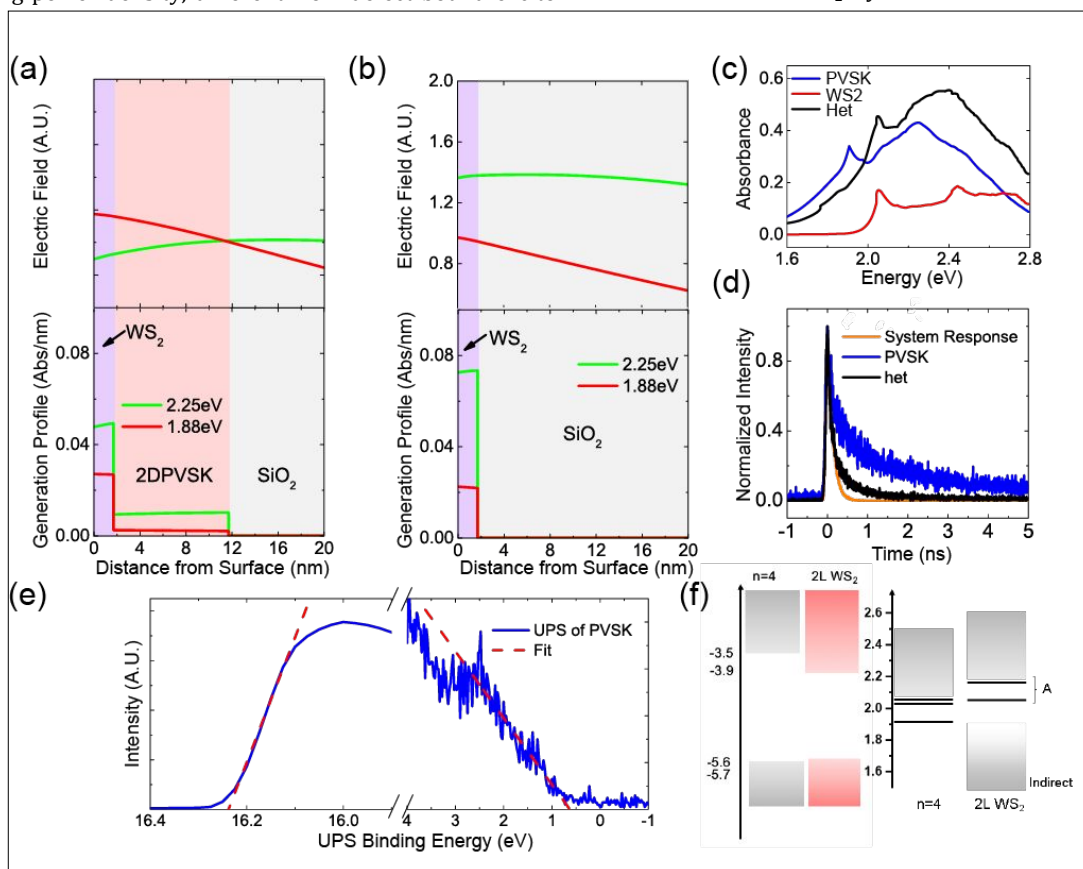 (a)
Electric Field (A.U.)
WS2
0.08
0.04
0.00
2.25eV
1.88eV
2DPVSK
SiO2
Generation Profile (Abs/nm)
0 4 8 12 16 20
Distance from Surface (nm)
(b)
2.0
1.6
1.2
0.8
Electric Field (A.U.)
WS2
0.08
0.04
0.00
2.25eV
1.88eV
SiO2
Generation Profile (Abs/nm)
0 4 8 12 16 20
Distance from Surface (nm)
(c)
0.6
0.4
0.2
0.0
PVSK
WS2
Het
Absorbance
1.6 2.0 2.4 2.8
Energy (eV)
(d)
0.8
0.4
0.0
System Response
PVSK
het
Normalized Intensity
-1 0 1 2 3 4 5
Time (ns)
(e)
UPS of PVSK
Fit
Intensity (A.U.)
16.4 16.2 16.0 4 3 2 1 0 -1
UPS Binding Energy (eV)
(f)
n=4 2L WS2
-3.5
-3.9
-5.6
-5.7
2.6
2.4
2.2
2.0
1.8
1.6
A
Indirect
n=4 2L WS2